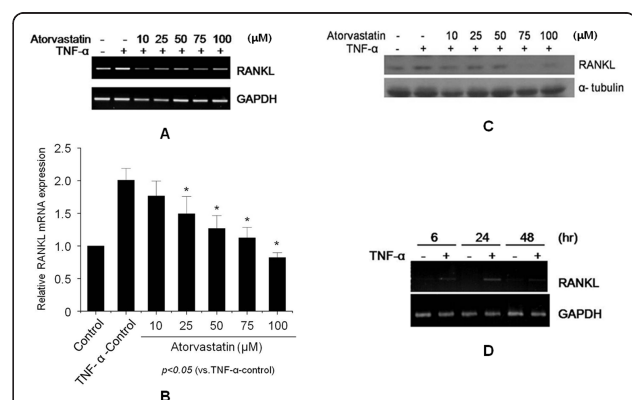 Atorvastatin - - 10 25 50 75 100 (μM)
TNF-α - + + + + + +
RANKL
GAPDH
A
Relative RANKL mRNA expression
2.5
2.0
1.5
1.0
0.5
0
*
*
*
*
Control
TNF-α-Control
10 25 50 75 100
Atorvastatin (μM)
p<0.05 (vs.TNF-α-control)
B
Atorvastatin - - 10 25 50 75 100 (μM)
TNF-α - + + + + + +
RANKL
α- tubulin
C
6 24 48 (hr)
TNF-α - + - + - +
RANKL
GAPDH
D